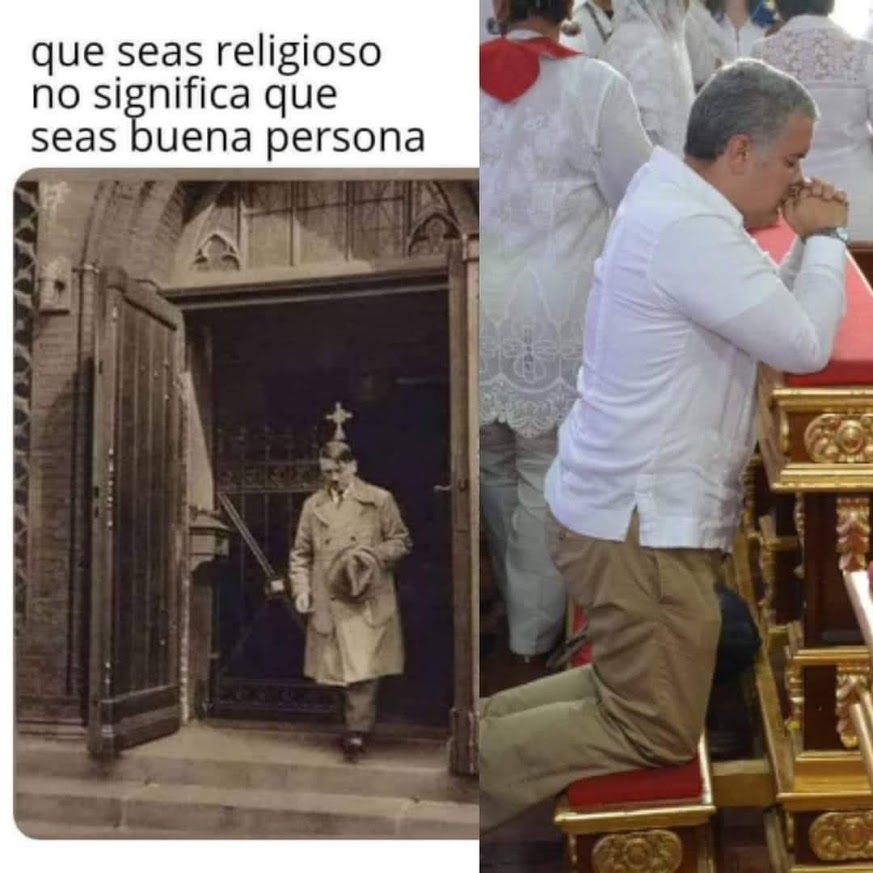 que seas religioso
no significa que
seas buena persona